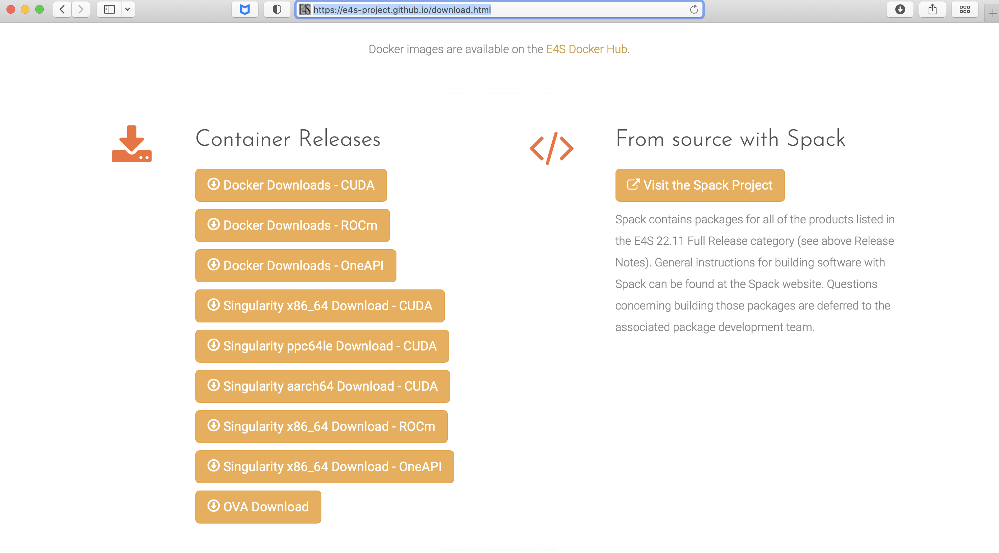 E4S https://e4s-project.github.io/download.html
Docker images are available on the E4S Docker Hub.
Container Releases
Docker Downloads - CUDA
Docker Downloads - ROCm
Docker Downloads - OneAPI
Singularity x86_64 Download - CUDA
Singularity ppc64le Download - CUDA
Singularity aarch64 Download - CUDA
Singularity x86_64 Download - ROCm
Singularity x86_64 Download - OneAPI
OVA Download
From source with Spack
Visit the Spack Project
Spack contains packages for all of the products listed in
the E4S 22.11 Full Release category (see above Release
Notes). General instructions for building software with
Spack can be found at the Spack website. Questions
concerning building those packages are deferred to the
associated package development team.